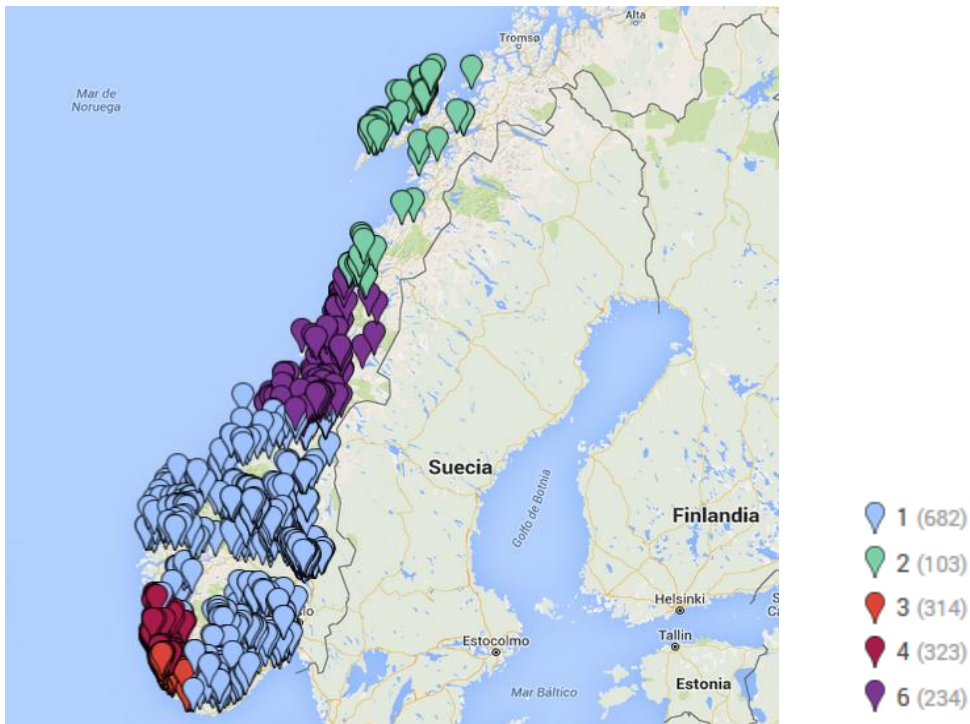 Alta
Tromsø
Mar de
Noruega
Suecia
Golfo de Botnia
Finlandia
1 (682)
2 (103)
3 (314)
4 (323)
6 (234)
Helsinki
Estocolmo
Tallin
Mar Báltico
Estonia